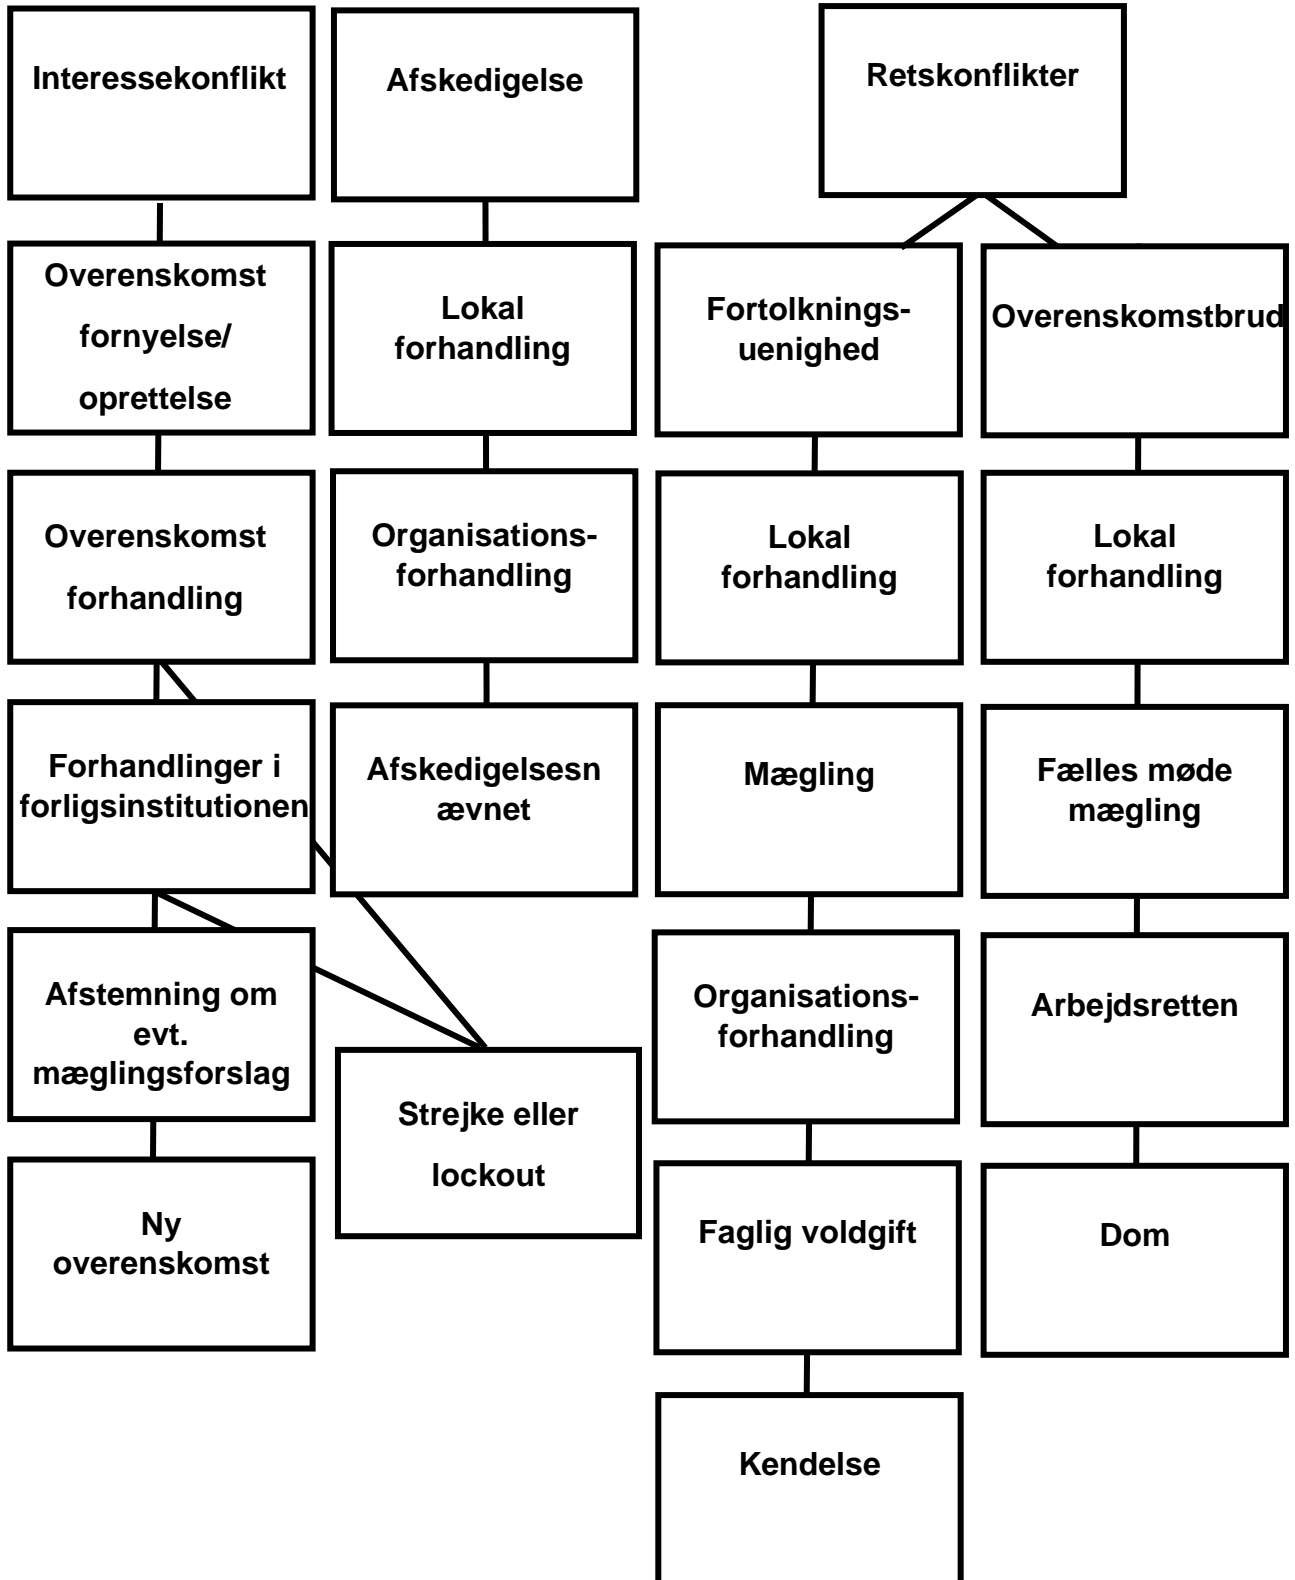 Interessekonflikt
Afskedigelse
Retskonflikter
Overenskomst
fornyelse/
oprettelse
Lokal
forhandling
Fortolknings-
uenighed
Overenskomstbrud
Overenskomst
forhandling
Organisations-
forhandling
Lokal
forhandling
Lokal
forhandling
Forhandlinger i
forligsinstitutionen
Afskedigelsesn
ævnet
Mægling
Fælles møde
mægling
Afstemning om
evt.
mæglingsforslag
Strejke eller
lockout
Organisations-
forhandling
Arbejdsretten
Ny
overenskomst
Faglig voldgift
Dom
Kendelse